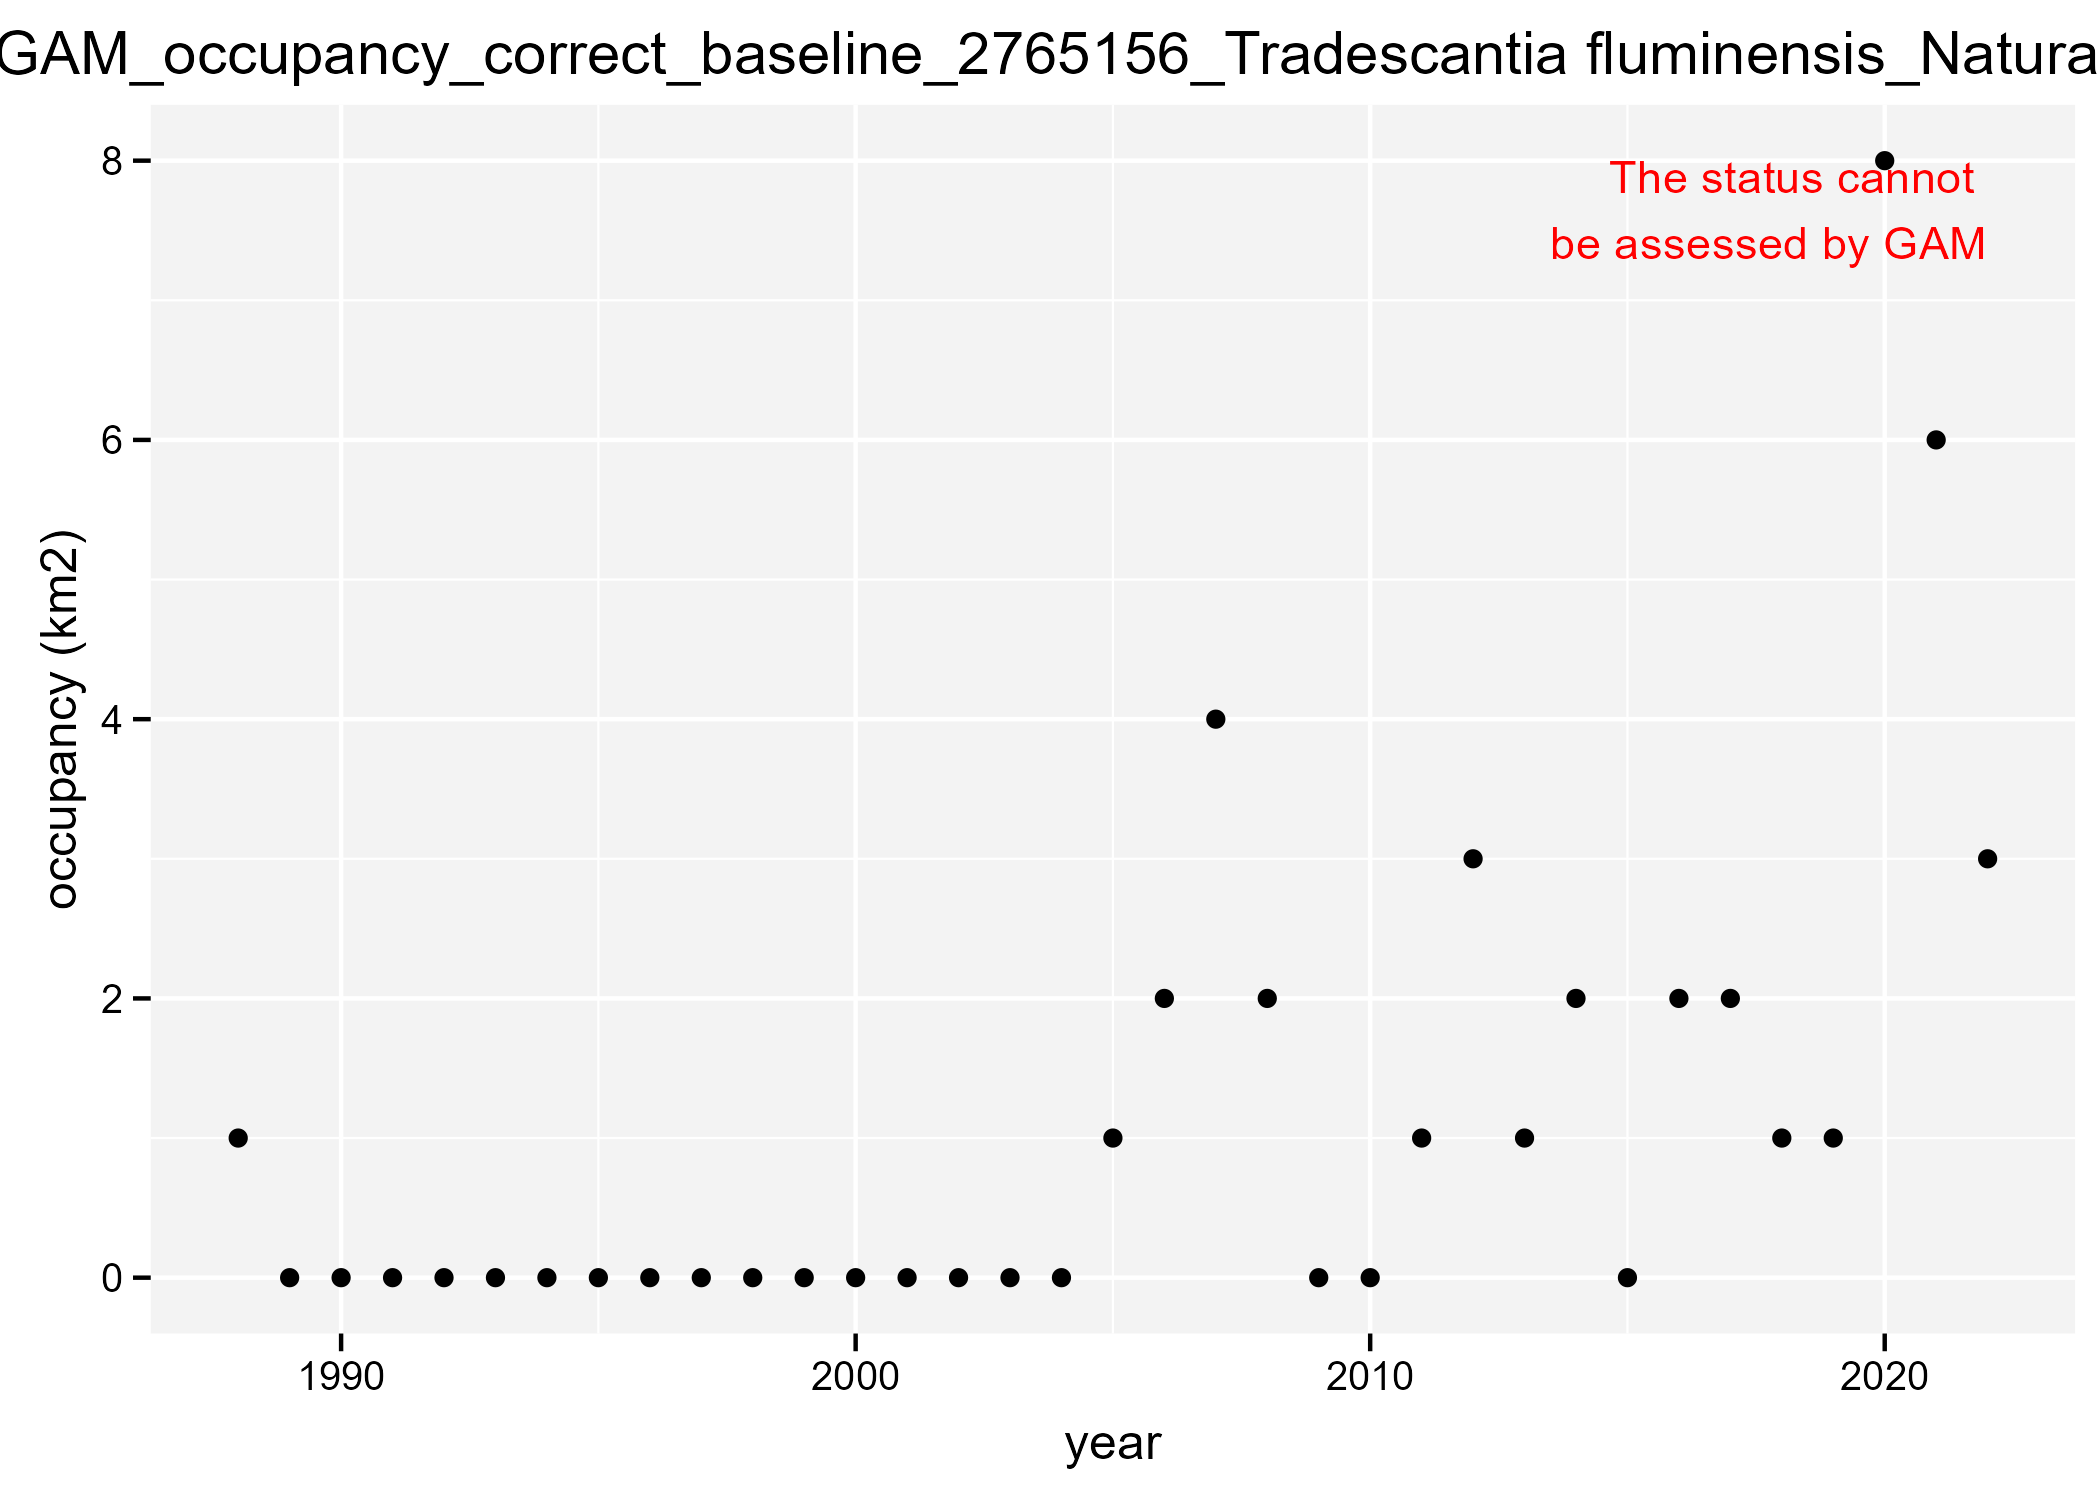 GAM_occupancy_correct_baseline_2765156_Tradescantia fluminensis_Natura
8
The status cannot
be assessed by GAM
6
4
2
0
occupancy (km2)
1990 2000 2010 2020
year